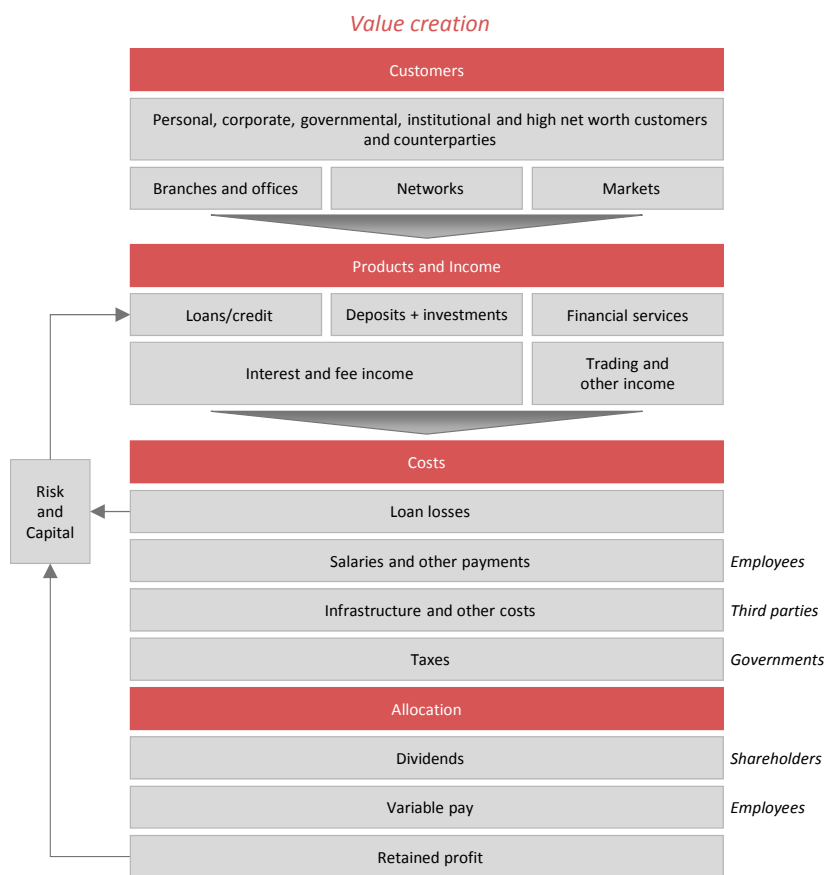 Value creation
Customers
Personal, corporate, governmental, institutional and high net worth customers
and counterparties
Branches and offices
Networks
Markets
Products and Income
Loans/credit
Deposits + investments
Financial services
Interest and fee income
Trading and
other income
Costs
Risk
and
Capital
Loan losses
Salaries and other payments
Employees
Infrastructure and other costs
Third parties
Taxes
Governments
Allocation
Dividends
Shareholders
Variable pay
Employees
Retained profit